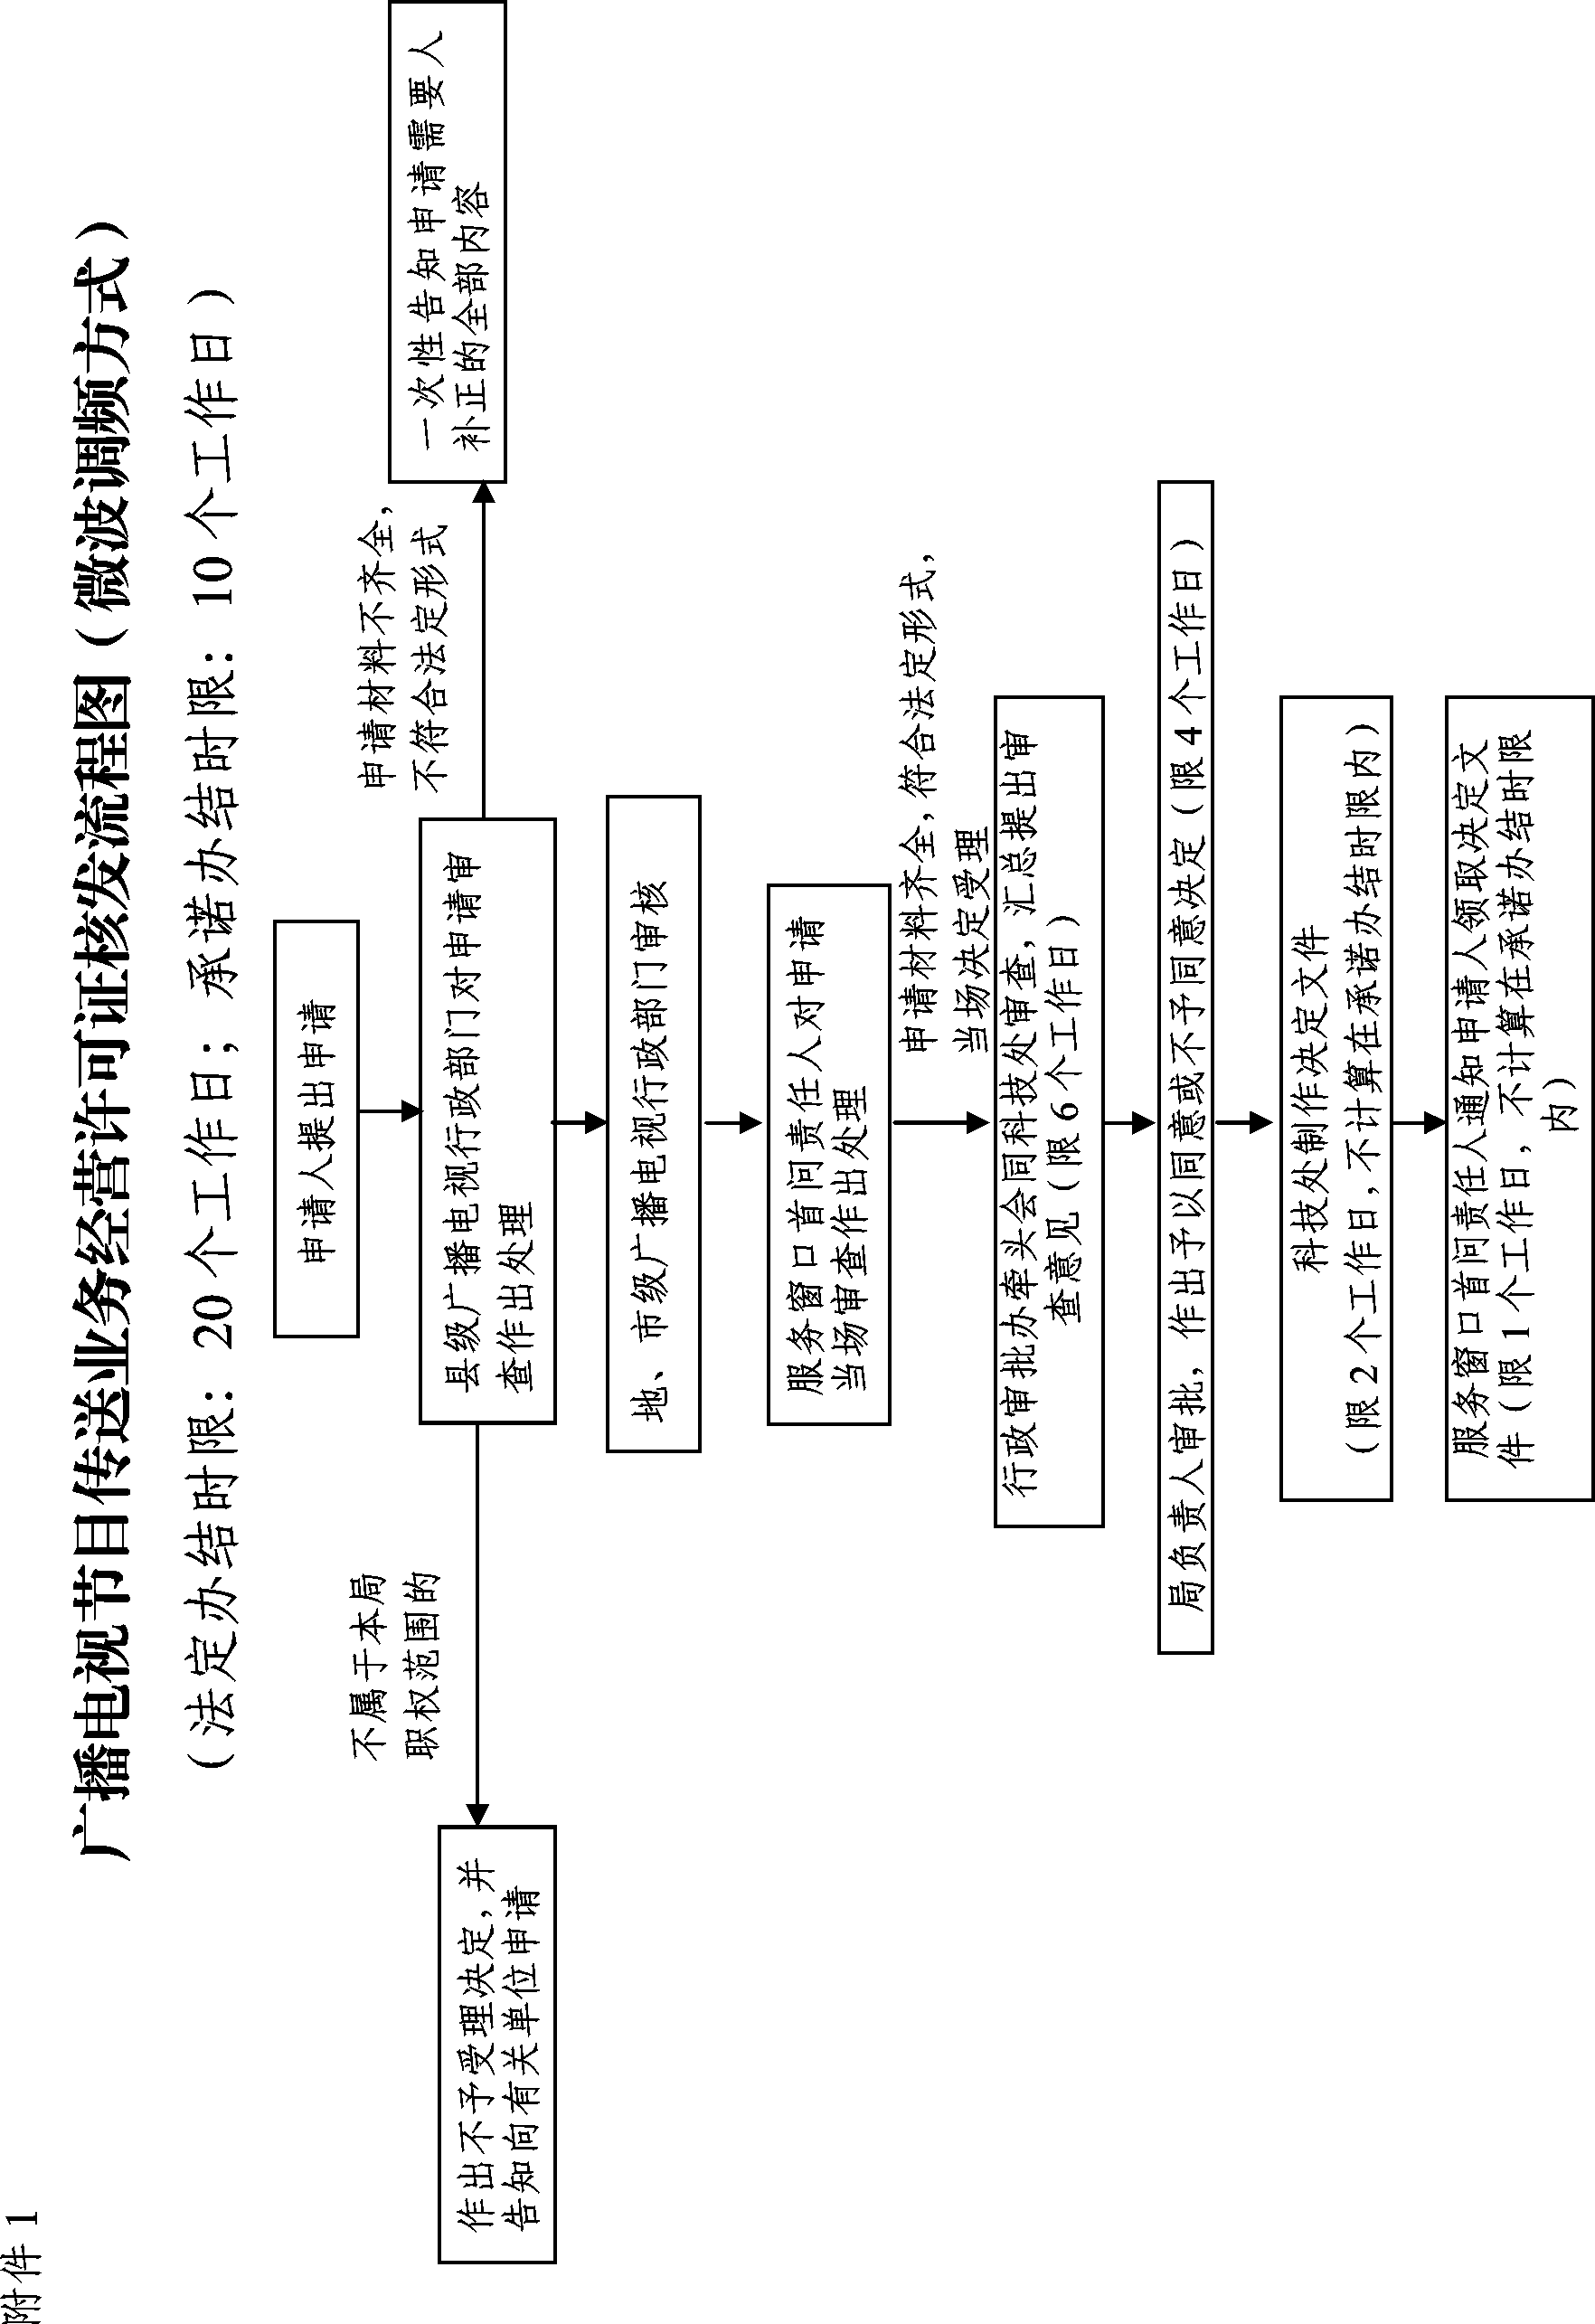 附件 1
广播电视节目传送业务经营许可证核发流程图（微波调频方式）
（法定办结时限：20 个工作日；承诺办结时限：10 个工作日）
申请人提出申请
县级广播电视行政部门对申请审
查作出处理
不属于本局
职权范围的
作出不予受理决定，并
告知向有关单位申请
申请材料不齐全，
不符合法定形式
一次性告知申请需要人
补正的全部内容
地、市级广播电视行政部门审核
服务窗口首问责任人对申请
当场审查作出处理
申请材料齐全，符合法定形式，
当场决定受理
行政审批办牵头会同科技处审查，汇总提出审
查意见（限 6 个工作日）
局负责人审批，作出予以同意或不予同意决定（限 4 个工作日）
科技处制作决定文件
（限 2 个工作日，不计算在承诺办结时限内）
服务窗口首问责任人通知申请人领取决定文
件（限 1 个工作日，不计算在承诺办结时限
内）